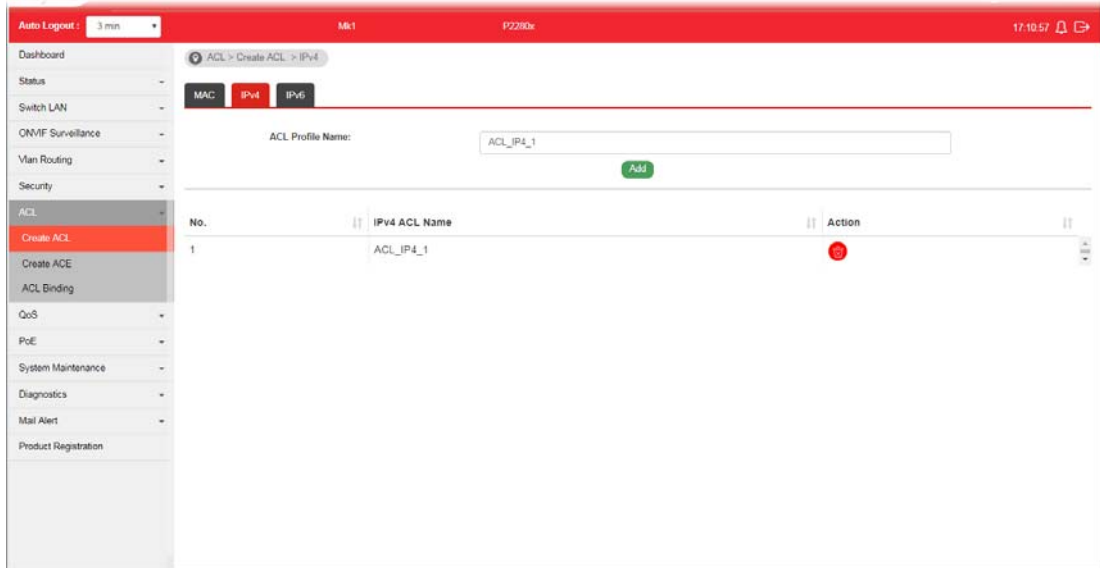 Auto Logout : 3 min Mk1 P2280x 17:10:57
Dashboard
Status
Switch LAN
ONVIF Surveillance
Vlan Routing
Security
ACL
Create ACL
Create ACE
ACL Binding
QoS
PoE
System Maintenance
Diagnostics
Mail Alert
Product Registration
ACL > Create ACL > IPv4
MAC IPv4 IPv6
ACL Profile Name: ACL_IP4_1
Add
No. IPv4 ACL Name Action
1 ACL_IP4_1